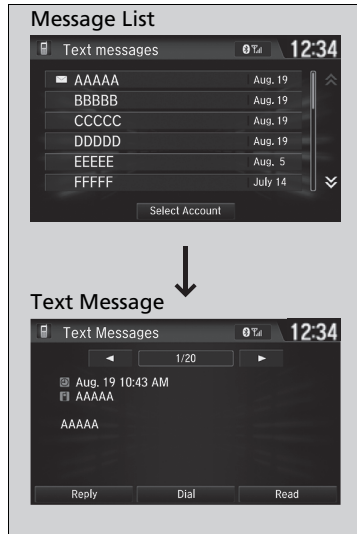 Message List
Text messages 12:34
AAAAA Aug. 19
BBBBB Aug. 19
CCCCC Aug. 19
DDDDD Aug. 19
EEEEE Aug. 5
FFFFF July 14
Select Account
Text Message
Text Messages 12:34
1/20
Aug. 19 10:43 AM
AAAAA
AAAAA
Reply Dial Read